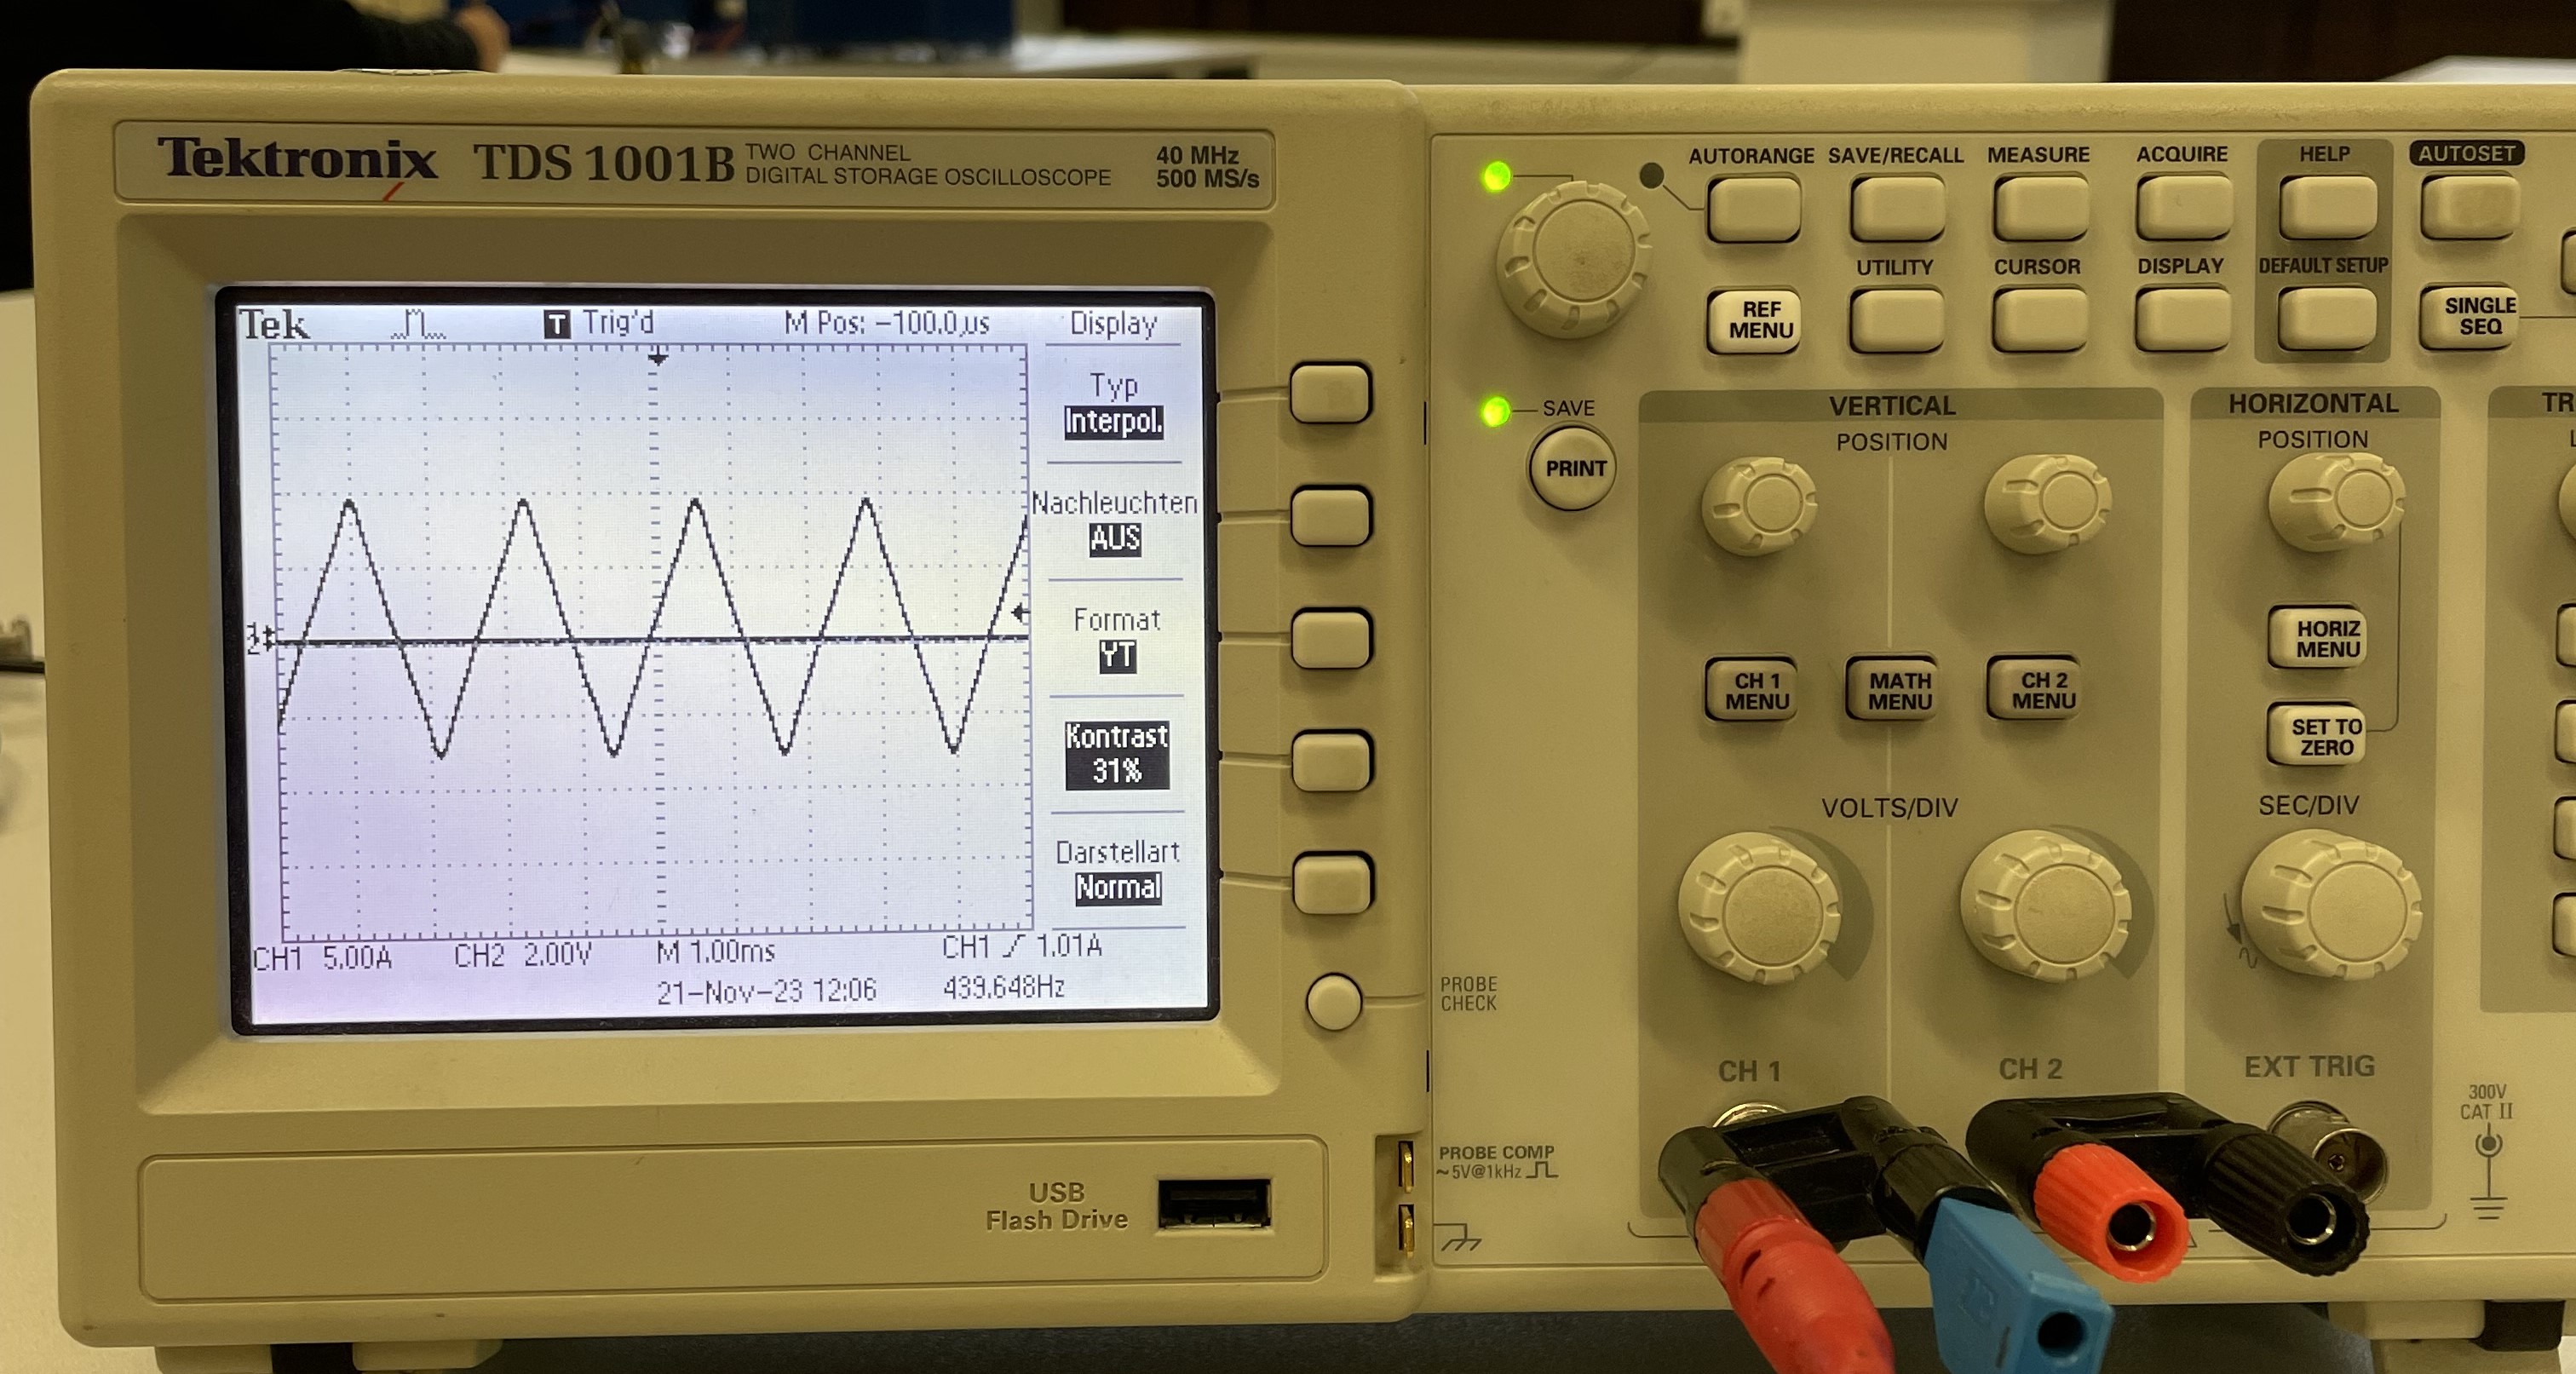 Tektronix TDS 1001B TWO CHANNEL DIGITAL STORAGE OSCILLOSCOPE 40 MHz 500 MS/s
Tek T Trig'd M Pos: -100.0µs Display
Typ
Interpol.
Nachleuchten
AUS
Format
YT
Kontrast
31%
Darstellart
Normal
1
2
CH1 5.00A CH2 2.00V M 1.00ms CH1 1.01A
21-Nov-23 12:06 439.648Hz
USB
Flash Drive
AUTORANGE SAVE/RECALL MEASURE ACQUIRE HELP AUTOSET
UTILITY CURSOR DISPLAY DEFAULT SETUP
REF
MENU
SINGLE
SEQ
SAVE
PRINT
VERTICAL
POSITION
HORIZONTAL
POSITION
CH 1
MENU
MATH
MENU
CH 2
MENU
HORIZ
MENU
SET TO
ZERO
VOLTS/DIV
SEC/DIV
PROBE
CHECK
CH 1 CH 2 EXT TRIG
300V
CAT II
PROBE COMP
~5V@1kHz